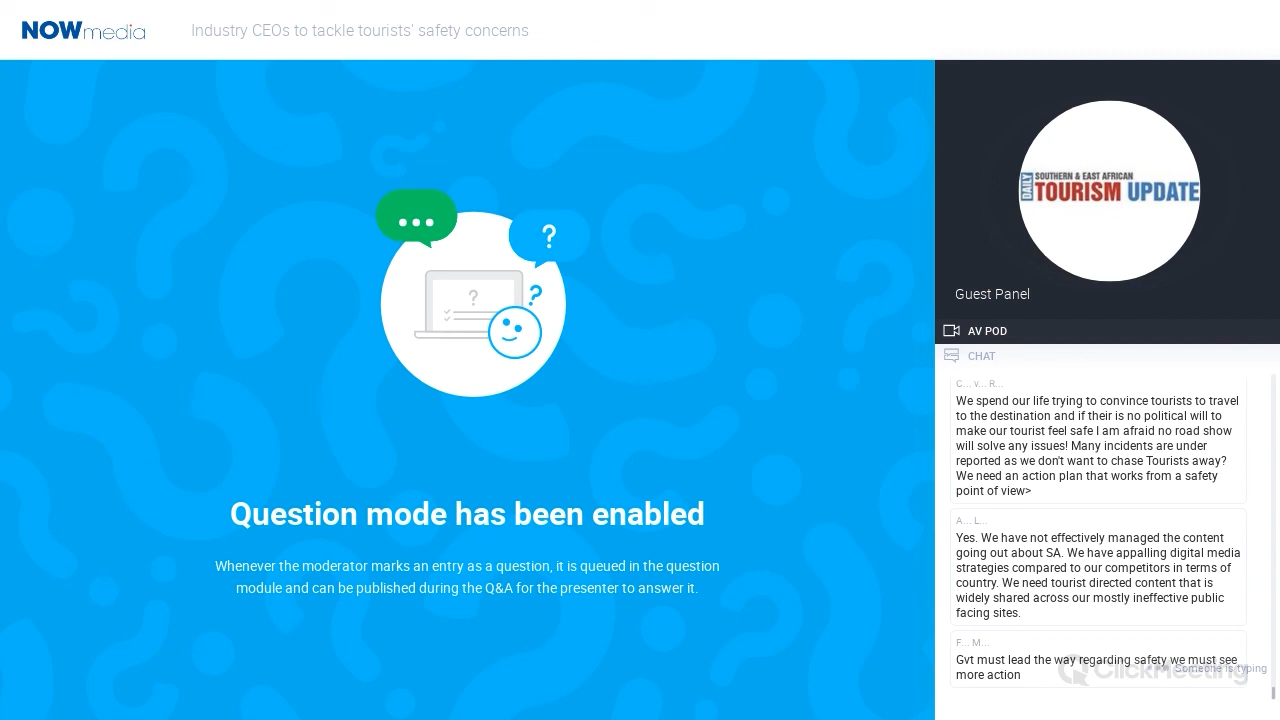 NOWmedia
Industry CEOs to tackle tourists' safety concerns
?
?
?
Question mode has been enabled
Whenever the moderator marks an entry as a question, it is queued in the question
module and can be published during the Q&A for the presenter to answer it.
DAILY
SOUTHERN & EAST AFRICAN
TOURISM UPDATE
Guest Panel
AV POD
CHAT
C... v... R...
We spend our life trying to convince tourists to travel
to the destination and if their is no political will to
make our tourist feel safe I am afraid no road show
will solve any issues! Many incidents are under
reported as we don't want to chase Tourists away?
We need an action plan that works from a safety
point of view>
A... L...
Yes. We have not effectively managed the content
going out about SA. We have appalling digital media
strategies compared to our competitors in terms of
country. We need tourist directed content that is
widely shared across our mostly ineffective public
facing sites.
F... M...
Gvt must lead the way regarding safety we must see
more action
Someone is typing
ClickMeeting